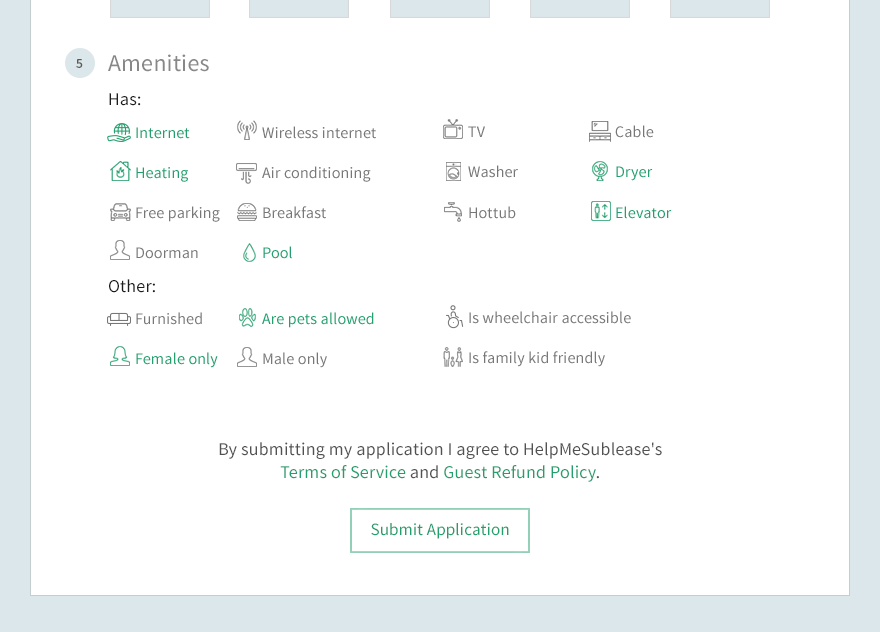 5 Amenities
Has:
Internet Wireless internet TV Cable
Heating Air conditioning Washer Dryer
Free parking Breakfast Hottub Elevator
Doorman Pool
Other:
Furnished Are pets allowed Is wheelchair accessible
Female only Male only Is family kid friendly
By submitting my application I agree to HelpMeSublease's
Terms of Service and Guest Refund Policy.
Submit Application